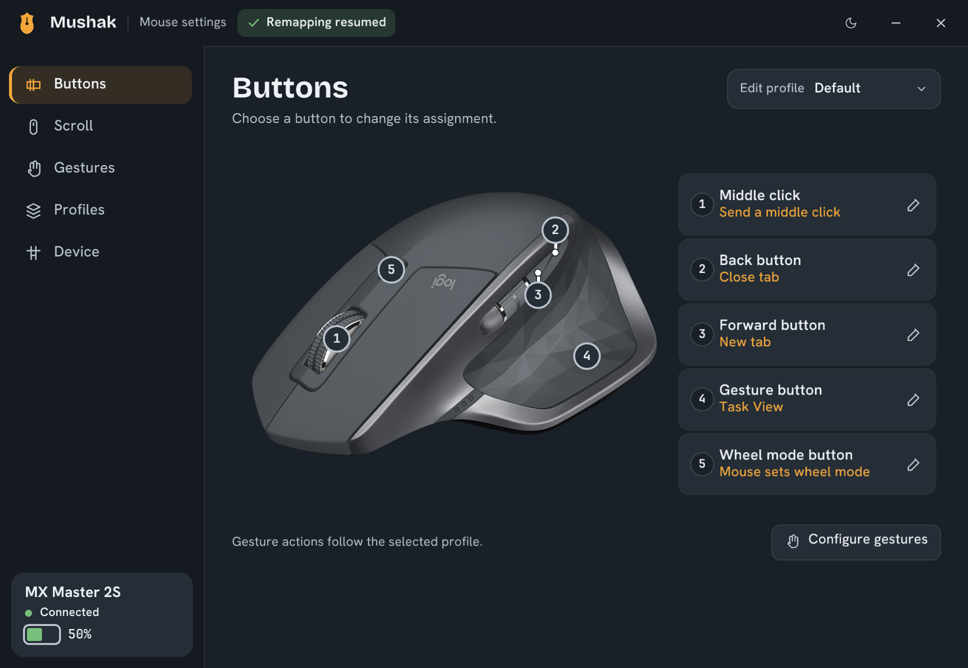 Mushak
Mouse settings
Remapping resumed
Buttons
Scroll
Gestures
Profiles
Device
Buttons
Choose a button to change its assignment.
Edit profile Default
logi
5
1
2
3
4
1 Middle click
Send a middle click
2 Back button
Close tab
3 Forward button
New tab
4 Gesture button
Task View
5 Wheel mode button
Mouse sets wheel mode
Gesture actions follow the selected profile.
Configure gestures
MX Master 2S
Connected
50%